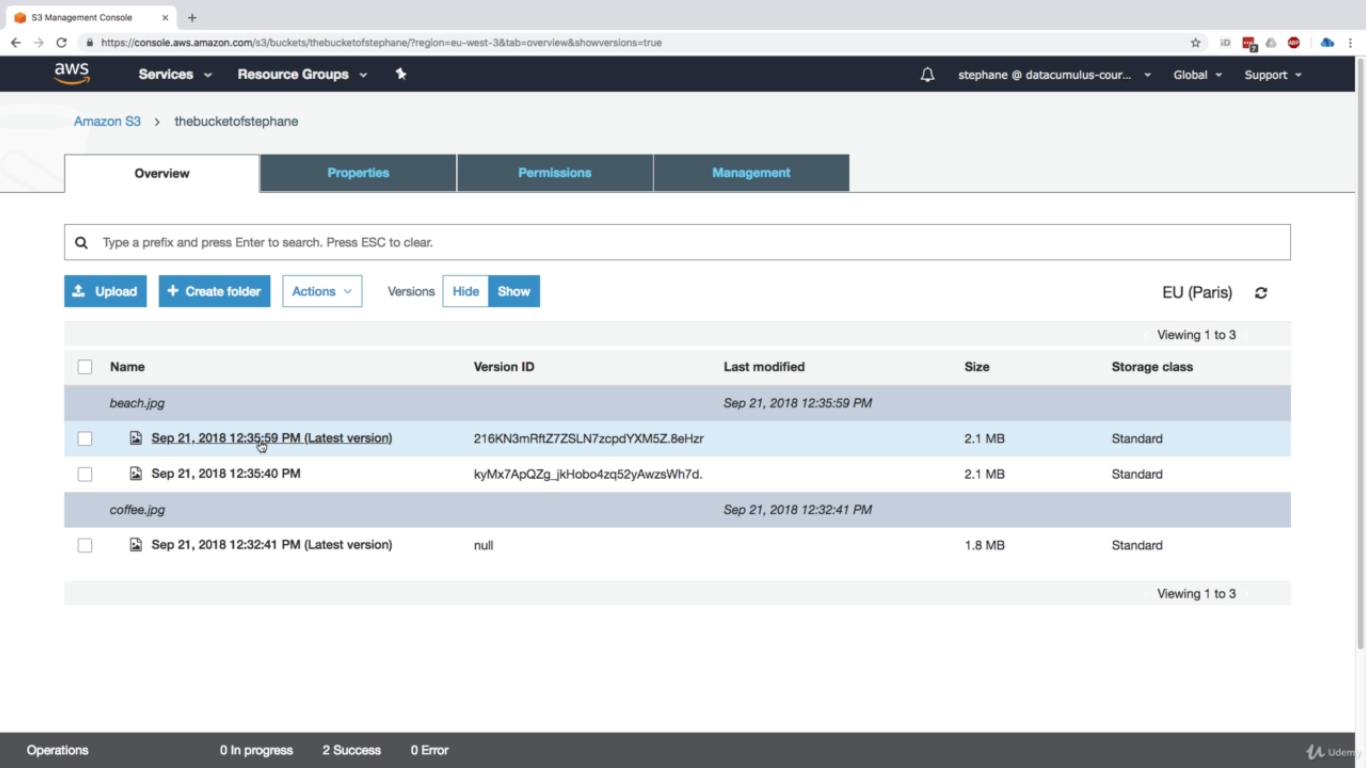 S3 Management Console
https://console.aws.amazon.com/s3/buckets/thebucketofstephane/?region=eu-west-3&tab=overview&showversions=true
aws Services Resource Groups stephane @ datacumulus-cour... Global Support
Amazon S3 > thebucketofstephane
Overview Properties Permissions Management
Type a prefix and press Enter to search. Press ESC to clear.
Upload + Create folder Actions Versions Hide Show EU (Paris)
Viewing 1 to 3
Name Version ID Last modified Size Storage class
beach.jpg Sep 21, 2018 12:35:59 PM
Sep 21, 2018 12:35:59 PM (Latest version) 216KN3mRftZ7ZSLN7zcpdYXM5Z.8eHzr 2.1 MB Standard
Sep 21, 2018 12:35:40 PM kyMx7ApQZg_jkHobo4zq52yAwzsWh7d. 2.1 MB Standard
coffee.jpg Sep 21, 2018 12:32:41 PM
Sep 21, 2018 12:32:41 PM (Latest version) null 1.8 MB Standard
Viewing 1 to 3
Operations 0 In progress 2 Success 0 Error
Udemy